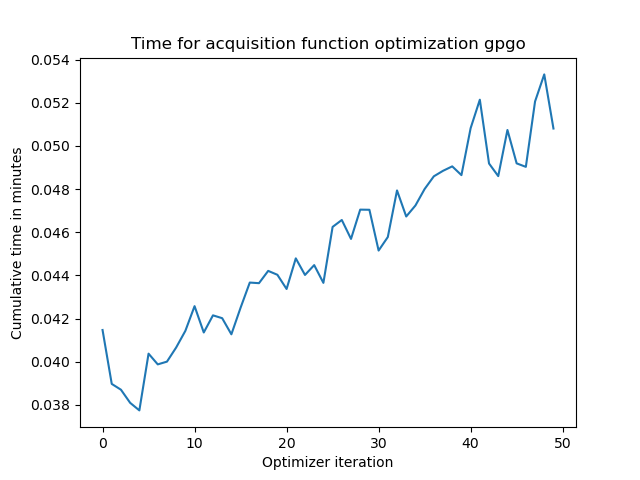 Time for acquisition function optimization gpgo
Cumulative time in minutes
0.054
0.052
0.050
0.048
0.046
0.044
0.042
0.040
0.038
0 10 20 30 40 50
Optimizer iteration